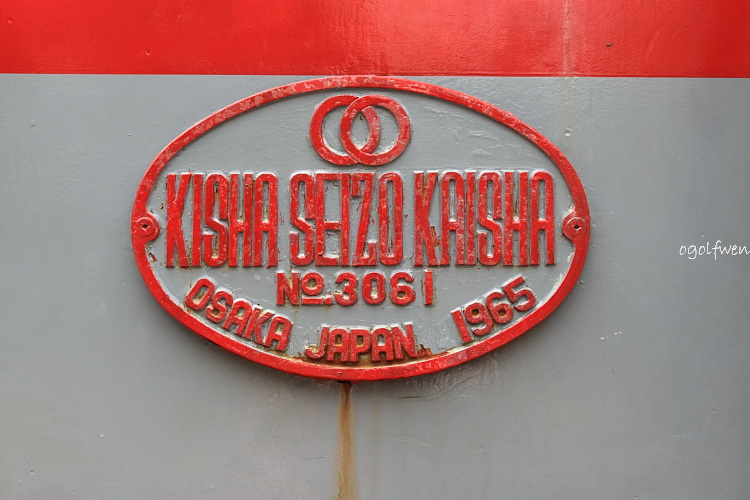 KISHA SEIZO KAISHA
No.3061
OSAKA JAPAN. 1965
ogolfwen